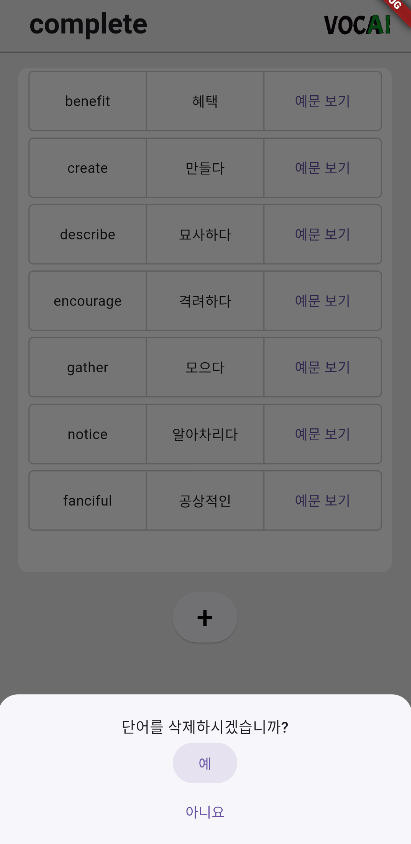 complete VOCAI
benefit 혜택 예문 보기
create 만들다 예문 보기
describe 묘사하다 예문 보기
encourage 격려하다 예문 보기
gather 모으다 예문 보기
notice 알아차리다 예문 보기
fanciful 공상적인 예문 보기
+
단어를 삭제하시겠습니까?
예
아니요